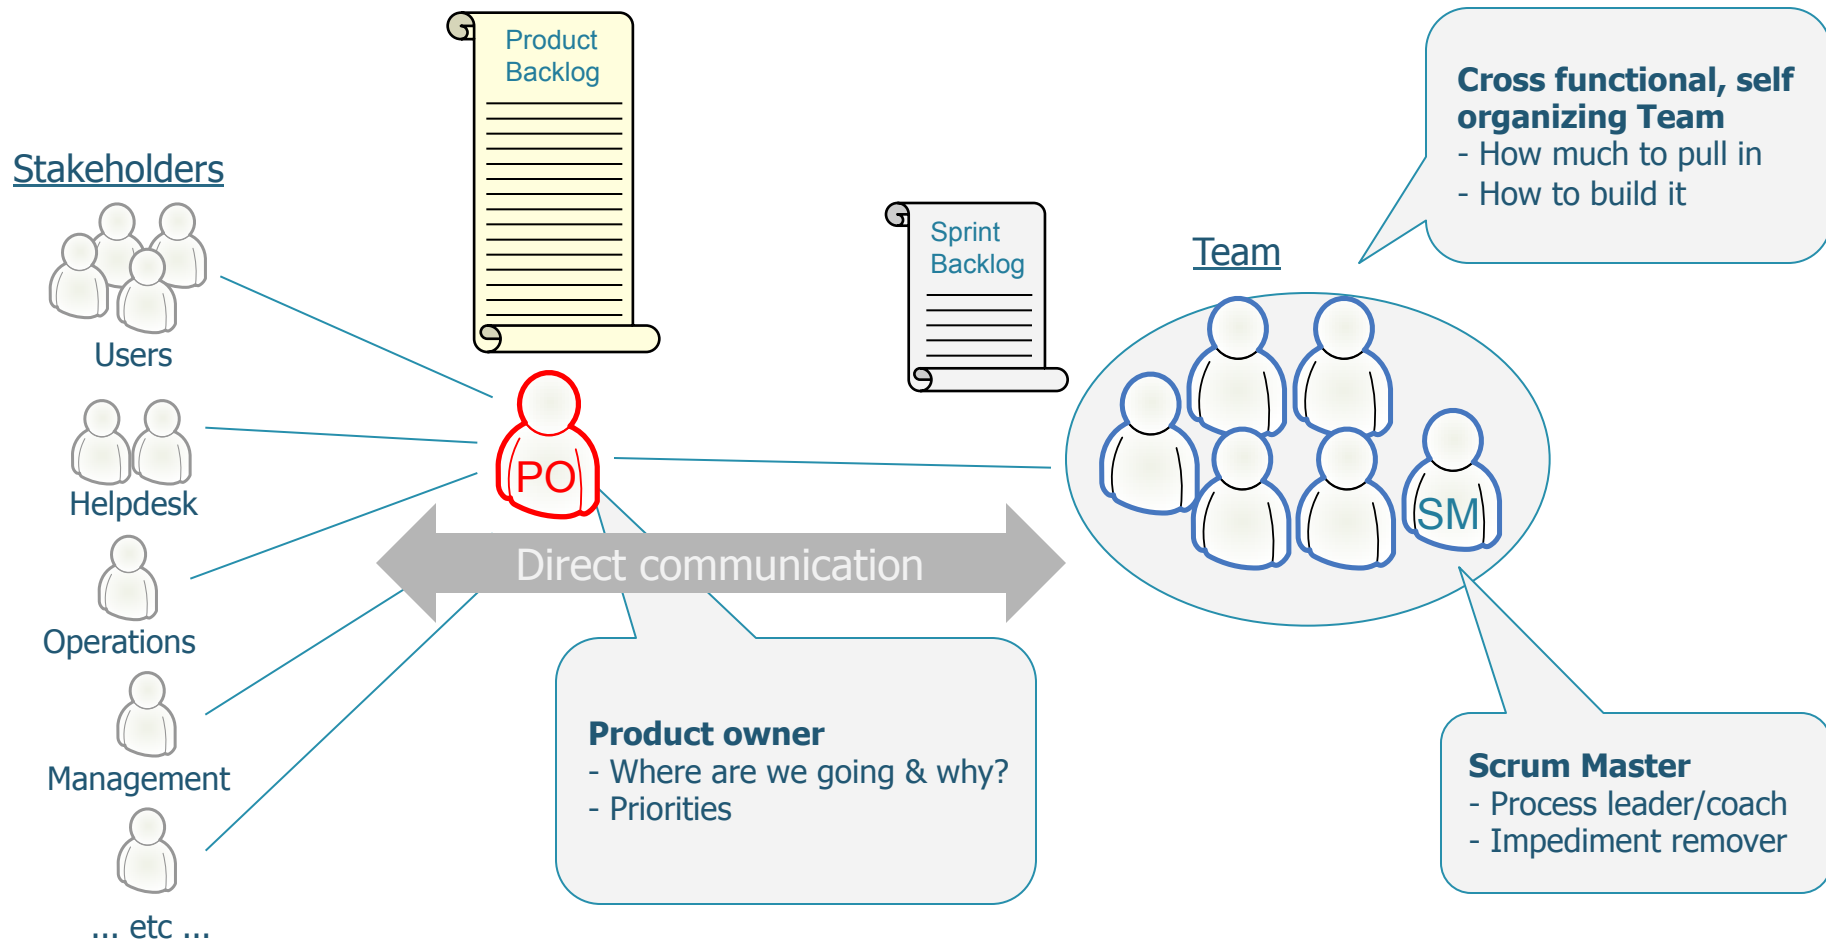 Product
Backlog
Stakeholders
Users
Helpdesk
Operations
Management
... etc ...
PO
Direct communication
Product owner
- Where are we going & why?
- Priorities
Sprint
Backlog
Team
Cross functional, self
organizing Team
- How much to pull in
- How to build it
SM
Scrum Master
- Process leader/coach
- Impediment remover